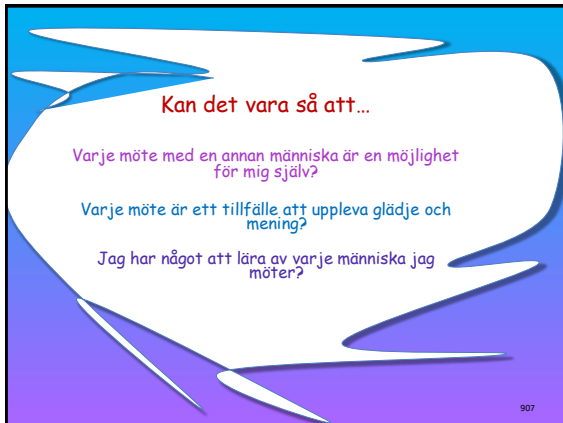 Kan det vara så att...
Varje möte med en annan människa är en möjlighet
för mig själv?
Varje möte är ett tillfälle att uppleva glädje och
mening?
Jag har något att lära av varje människa jag
möter?
907